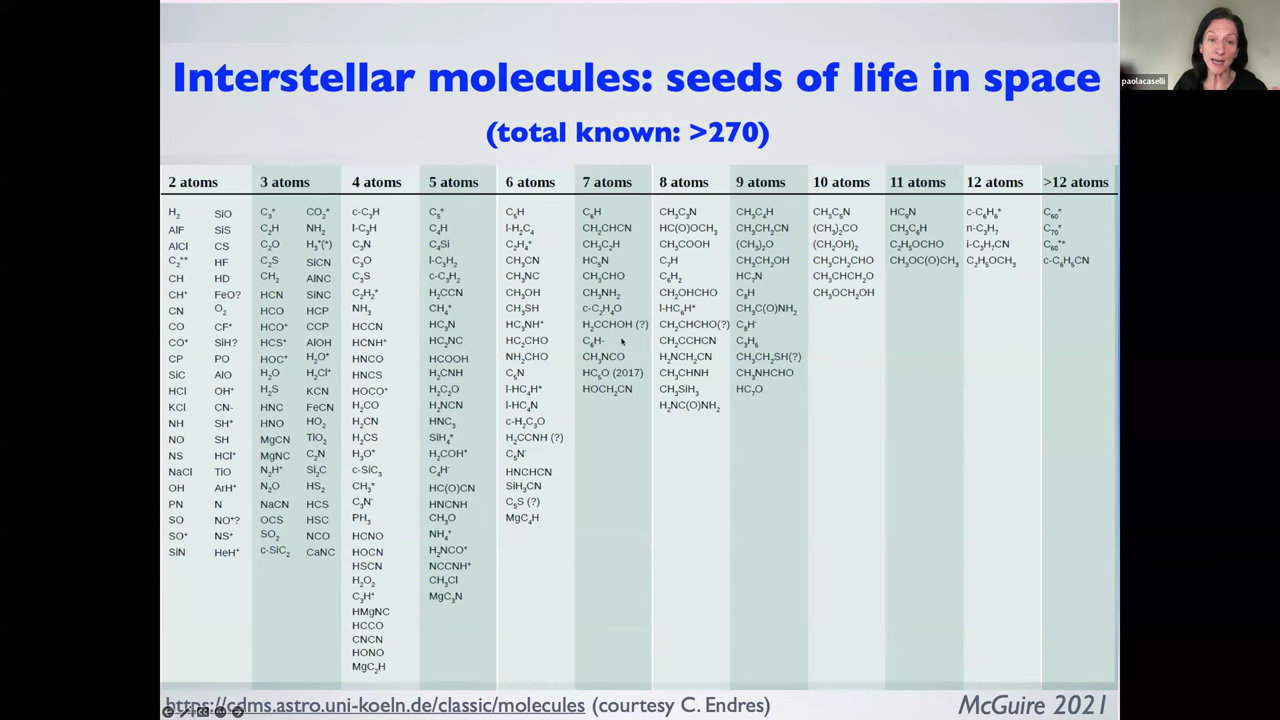 paolacaselli
Interstellar molecules: seeds of life in space
(total known: >270)
2 atoms 3 atoms 4 atoms 5 atoms 6 atoms 7 atoms 8 atoms 9 atoms 10 atoms 11 atoms 12 atoms >12 atoms
H₂ SiO
AlF SiS
AlCl CS
C₂⁺⁺ HF
CH HD
CH⁺ FeO?
CN O₂
CO CF⁺
CO⁺ SiH?
CP PO
SiC AlO
HCl OH⁺
KCl CN-
NH SH⁺
NO SH
NS HCl⁺
NaCl TiO
OH ArH⁺
PN N
SO NO⁺?
SO⁺ NS⁺
SiN HeH⁺
C₃⁺ CO₂⁺
C₂H NH₂
C₂O H₃⁺(*)
C₂S SiCN
CH₂ AlNC
HCN SiNC
HCO HCP
HCO⁺ CCP
HCS⁺ AlOH
HOC⁺ H₂O⁺
H₂O H₂Cl⁺
H₂S KCN
HNC FeCN
HNO HO₂
MgCN TiO₂
MgNC C₂N
N₂H⁺ Si₂C
N₂O HS₂
NaCN HCS
OCS HSC
SO₂ NCO
c-SiC₂ CaNC
c-C₃H
l-C₃H
C₃N
C₃O
C₃S
C₂H₂⁺
NH₃
HCCN
HCNH⁺
HNCO
HNCS
HOCO⁺
H₂CO
H₂CN
H₂CS
H₃O⁺
c-SiC₃
CH₃⁺
C₃N⁻
PH₃
HCNO
HOCN
HSCN
H₂O₂
C₃H⁺
HMgNC
HCCO
CNCN
HONO
MgC₂H
C₅⁺
C₄H
C₄Si
l-C₃H₂
c-C₃H₂
H₂CCN
CH₄⁺
HC₃N
HC₂NC
HCOOH
H₂CNH
H₂C₂O
H₂NCN
HNC₃
SiH₄⁺
H₂COH⁺
C₄H⁻
HC(O)CN
HNCNH
CH₃O
NH₄⁺
H₂NCO⁺
NCCNH⁺
CH₃Cl
MgC₃N
C₅H
l-H₂C₄
C₂H₄⁺
CH₃CN
CH₃NC
CH₃OH
CH₃SH
HC₃NH⁺
HC₂CHO
NH₂CHO
C₅N
l-HC₄H⁺
l-HC₄N
c-H₂C₃O
H₂CCNH (?)
C₅N⁻
HNCHCN
SiH₃CN
C₅S (?)
MgC₄H
C₆H
CH₂CHCN
CH₃C₂H
HC₅N
CH₃CHO
CH₃NH₂
c-C₂H₄O
H₂CCHOH (?)
C₆H-
CH₃NCO
HC₅O (2017)
HOCH₂CN
CH₃C₃N
HC(O)OCH₃
CH₃COOH
C₇H
C₆H₂
CH₂OHCHO
l-HC₆H⁺
CH₂CHCHO(?)
CH₂CCHCN
H₂NCH₂CN
CH₃CHNH
CH₃SiH₃
H₂NC(O)NH₂
CH₃C₄H
CH₃CH₂CN
(CH₃)₂O
CH₃CH₂OH
HC₇N
C₈H
CH₃C(O)NH₂
C₈H⁻
C₃H₆
CH₃CH₂SH(?)
CH₃NHCHO
HC₇O
CH₃C₅N
(CH₃)₂CO
(CH₂OH)₂
CH₃CH₂CHO
CH₃CHCH₂O
CH₃OCH₂OH
HC₉N
CH₃C₆H
C₂H₅OCHO
CH₃OC(O)CH₃
c-C₆H₆⁺
n-C₃H₇
i-C₃H₇CN
C₂H₅OCH₃
C₆₀⁺
C₇₀⁺
C₆₀⁺⁺
c-C₆H₅CN
https://cdms.astro.uni-koeln.de/classic/molecules (courtesy C. Endres)
McGuire 2021